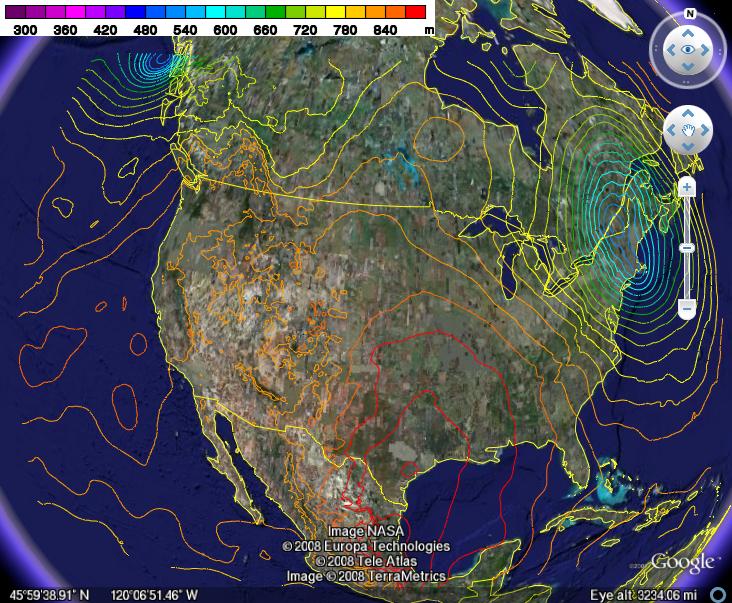 300 360 420 480 540 600 660 720 780 840 m
N
Image NASA
© 2008 Europa Technologies
© 2008 Tele Atlas
Image © 2008 TerraMetrics
©2008 Google
45°59'38.91" N 120°06'51.46" W Eye alt 3234.06 mi